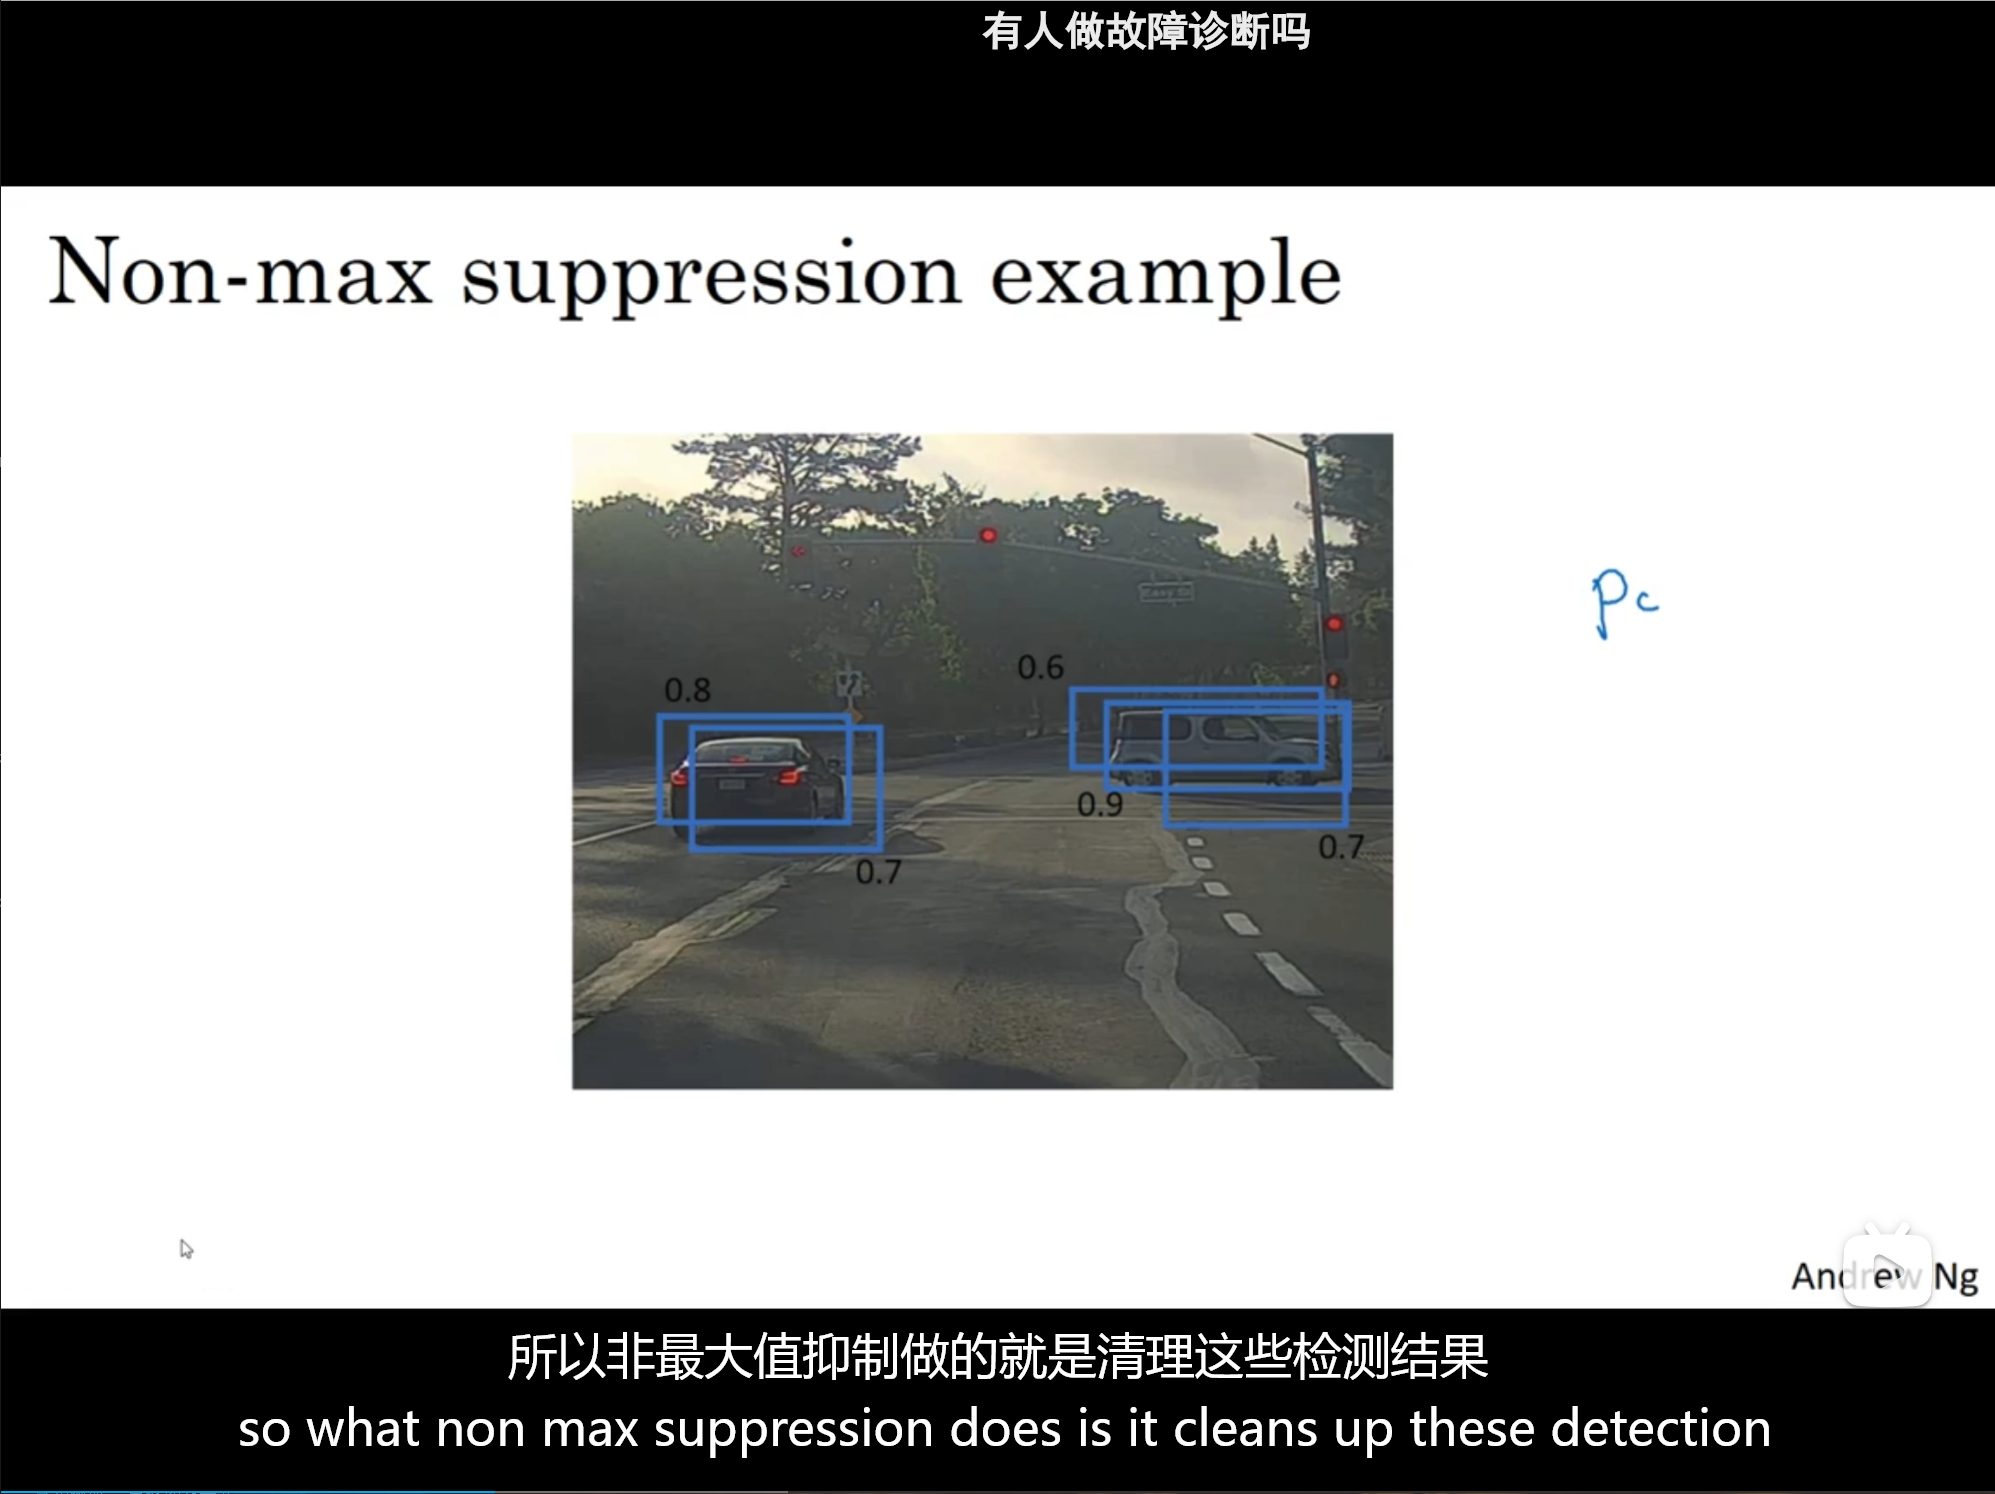 有人做故障诊断吗
Non-max suppression example
pc
0.6
0.8
0.9
0.7
0.7
Andrew Ng
所以非最大值抑制做的就是清理这些检测结果
so what non max suppression does is it cleans up these detection